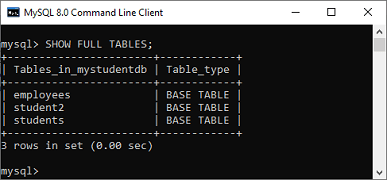 MySQL 8.0 Command Line Client
mysql> SHOW FULL TABLES;
+-----------------------+------------+
| Tables_in_mystudentdb | Table_type |
+-----------------------+------------+
| employees             | BASE TABLE |
| student2              | BASE TABLE |
| students              | BASE TABLE |
+-----------------------+------------+
3 rows in set (0.00 sec)
mysql>